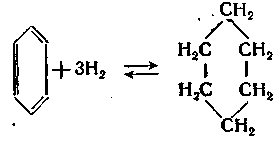 CH₂
H₂C CH₂
+ 3H₂ ⇌
H₂C CH₂
CH₂